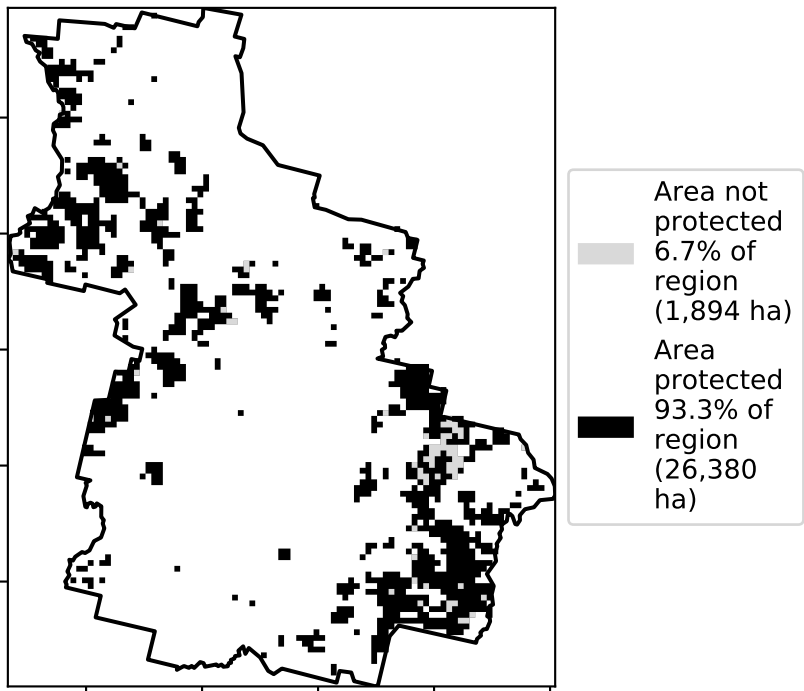 Area not
protected
6.7% of
region
(1,894 ha)
Area
protected
93.3% of
region
(26,380
ha)